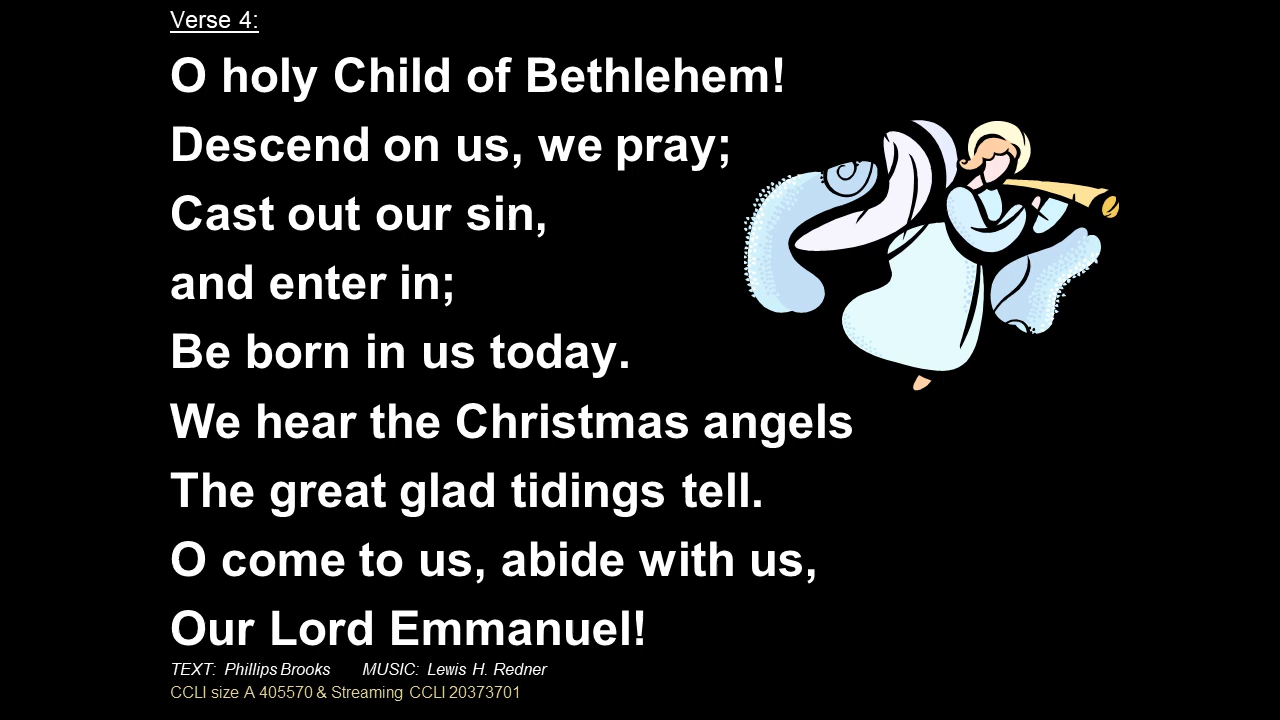 Verse 4:
O holy Child of Bethlehem!
Descend on us, we pray;
Cast out our sin,
and enter in;
Be born in us today.
We hear the Christmas angels
The great glad tidings tell.
O come to us, abide with us,
Our Lord Emmanuel!
TEXT: Phillips Brooks MUSIC: Lewis H. Redner
CCLI size A 405570 & Streaming CCLI 20373701